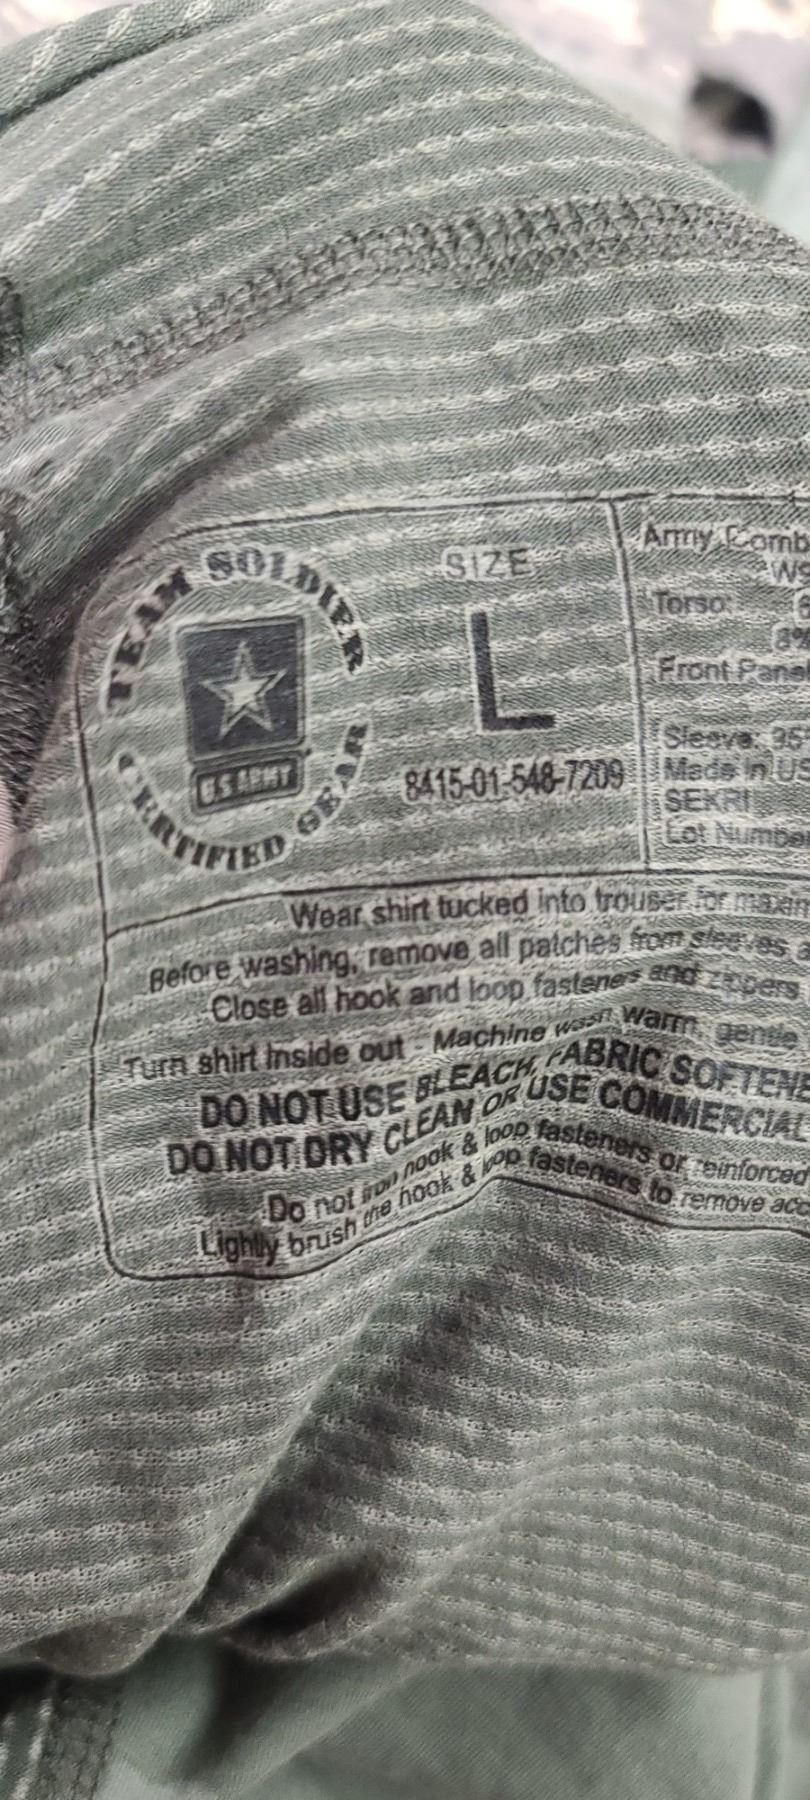 TEAM SOLDIER
U.S ARMY
CERTIFIED GEAR
SIZE
L
8415-01-548-7209
Army Comb
Torso:
8%
Front Pane
Sleeve:
Made in US
SEKRI
Lot Number
Wear shirt tucked into trouser for
Before washing, remove all patches from sleeves
Close all hook and loop fasteners and zippers
Turn shirt inside out - Machine wash warm, gentle
DO NOT USE BLEACH, FABRIC SOFTENE
DO NOT DRY CLEAN OR USE COMMERCIAL
Do not iron hook & loop fasteners or reinforced
Lightly brush the hook & loop fasteners to remove acc